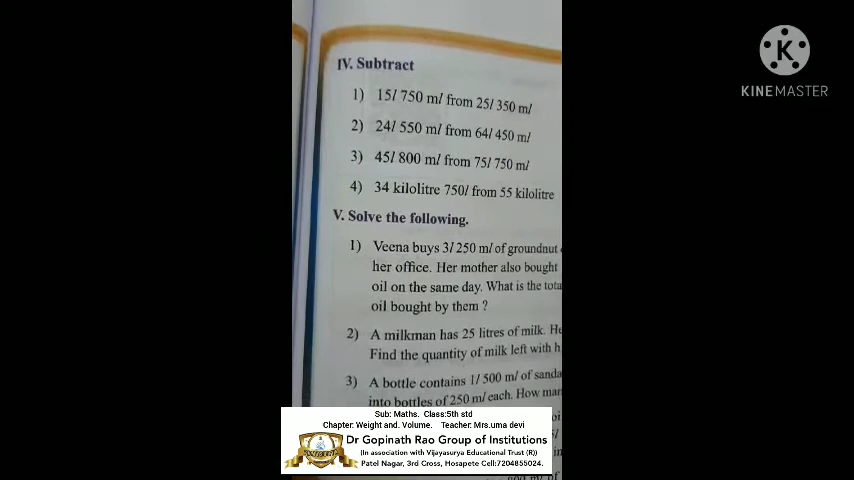 KINEMASTER
IV. Subtract
1) 15l 750 ml from 25l 350 ml
2) 24l 550 ml from 64l 450 ml
3) 45l 800 ml from 75l 750 ml
4) 34 kilolitre 750l from 55 kilolitre
V. Solve the following.
1) Veena buys 3l 250 ml of groundnut
her office. Her mother also bought
oil on the same day. What is the tota
oil bought by them ?
2) A milkman has 25 litres of milk. He
Find the quantity of milk left with h
3) A bottle contains 1l 500 ml of sanda
into bottles of 250 ml each. How man
Sub: Maths. Class:5th std
Chapter: Weight and. Volume. Teacher: Mrs.uma devi
Dr Gopinath Rao Group of Institutions
(In association with Vijayasurya Educational Trust (R))
Patel Nagar, 3rd Cross, Hosapete Cell:7204855024.